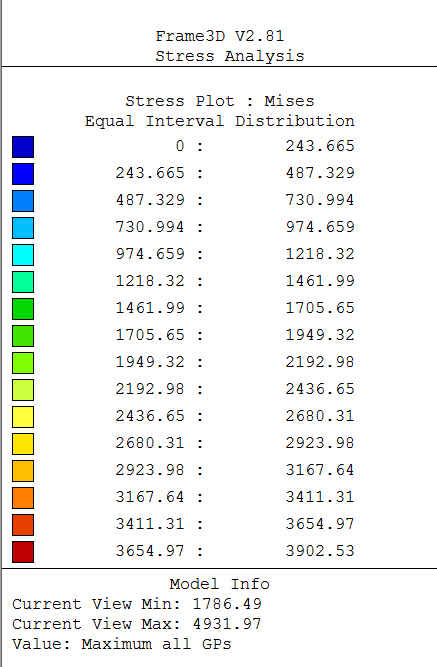 Frame3D V2.81
Stress Analysis
Stress Plot : Mises
Equal Interval Distribution
0 : 243.665
243.665 : 487.329
487.329 : 730.994
730.994 : 974.659
974.659 : 1218.32
1218.32 : 1461.99
1461.99 : 1705.65
1705.65 : 1949.32
1949.32 : 2192.98
2192.98 : 2436.65
2436.65 : 2680.31
2680.31 : 2923.98
2923.98 : 3167.64
3167.64 : 3411.31
3411.31 : 3654.97
3654.97 : 3902.53
Model Info
Current View Min: 1786.49
Current View Max: 4931.97
Value: Maximum all GPs